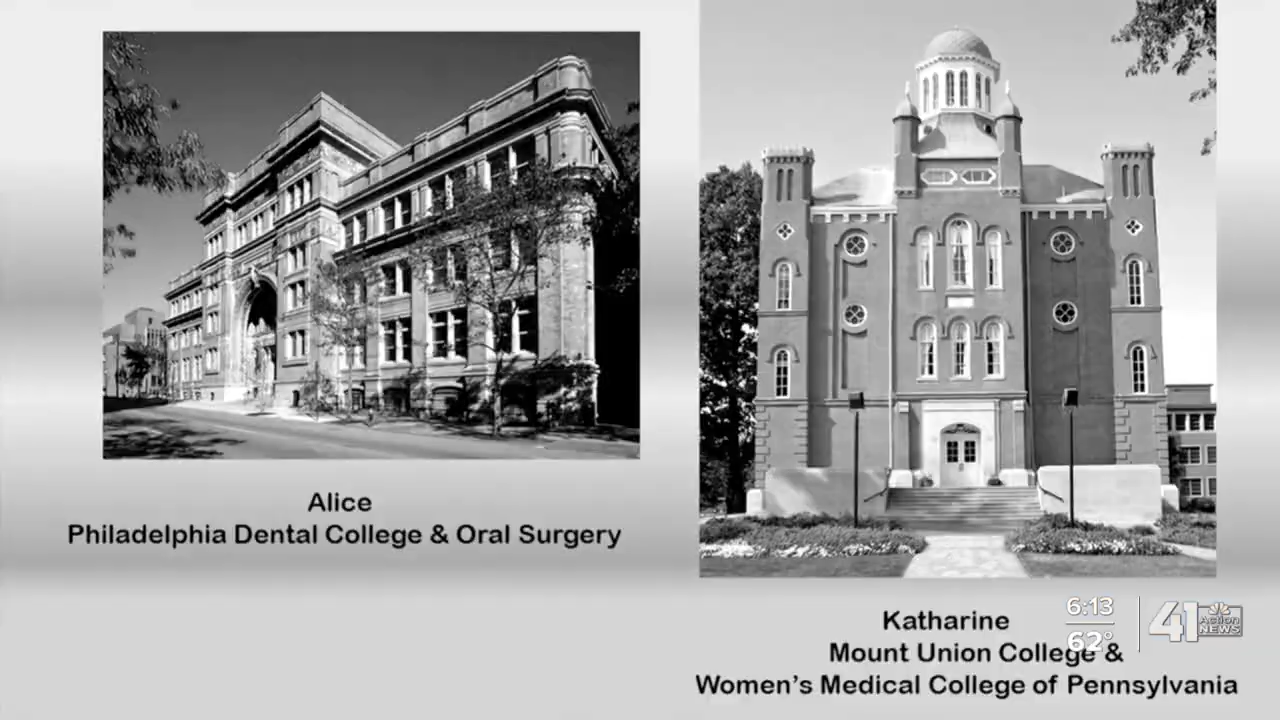 Alice
Philadelphia Dental College & Oral Surgery
Katharine
Mount Union College &
Women's Medical College of Pennsylvania
6:13
62°
41
Action
NEWS